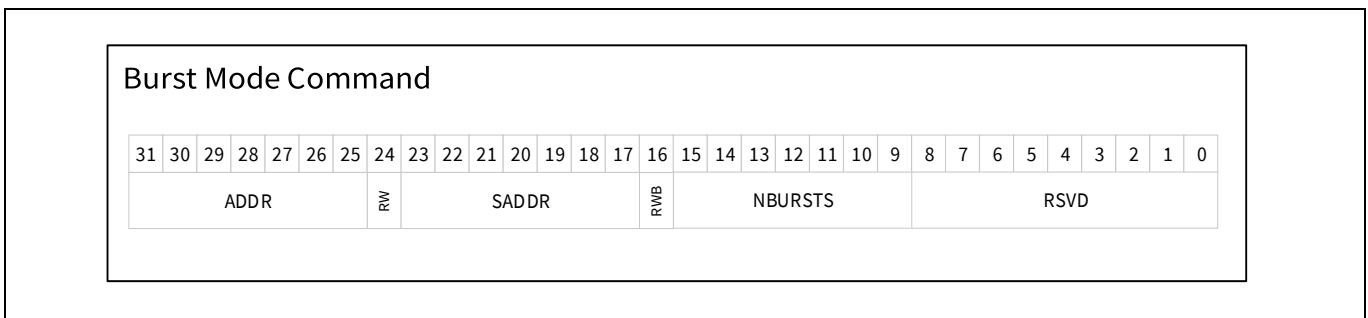 Burst Mode Command
31 30 29 28 27 26 25 24 23 22 21 20 19 18 17 16 15 14 13 12 11 10 9 8 7 6 5 4 3 2 1 0
ADDR RW SADDR RWB NBURSTS RSVD